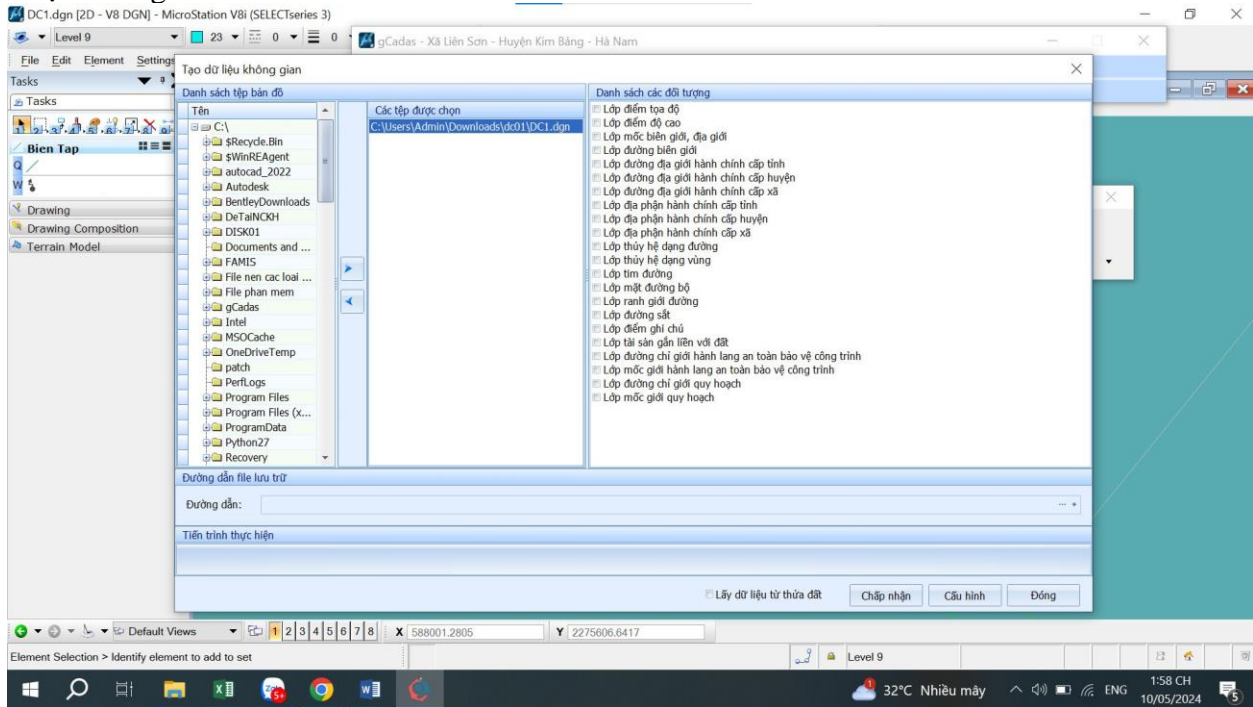 DC1.dgn [2D - V8 DGN] - MicroStation V8i (SELECTseries 3)
Level 9 23 0 0
gCadas - Xã Liên Sơn - Huyện Kim Bảng - Hà Nam
File Edit Element Settings
Tasks
Tasks
Bien Tap
Q
W
Drawing
Drawing Composition
Terrain Model
Tạo dữ liệu không gian
Danh sách tệp bản đồ
Tên
C:\
$Recycle.Bin
$WinREAgent
autocad_2022
Autodesk
BentleyDownloads
DeTaiNCKH
DISK01
Documents and ...
FAMIS
File nen cac loai ...
File phan mem
gCadas
Intel
MSOCache
OneDriveTemp
patch
PerfLogs
Program Files
Program Files (x...
ProgramData
Python27
Recovery
Các tệp được chọn
C:\Users\Admin\Downloads\dc01\DC1.dgn
Danh sách các đối tượng
Lớp điểm tọa độ
Lớp điểm độ cao
Lớp mốc biên giới, địa giới
Lớp đường biên giới
Lớp đường địa giới hành chính cấp tỉnh
Lớp đường địa giới hành chính cấp huyện
Lớp đường địa giới hành chính cấp xã
Lớp địa phận hành chính cấp tỉnh
Lớp địa phận hành chính cấp huyện
Lớp địa phận hành chính cấp xã
Lớp thủy hệ dạng đường
Lớp thủy hệ dạng vùng
Lớp tim đường
Lớp mặt đường bộ
Lớp ranh giới đường
Lớp đường sắt
Lớp điểm ghi chú
Lớp tài sản gắn liền với đất
Lớp đường chỉ giới hành lang an toàn bảo vệ công trình
Lớp mốc giới hành lang an toàn bảo vệ công trình
Lớp đường chỉ giới quy hoạch
Lớp mốc giới quy hoạch
Đường dẫn file lưu trữ
Đường dẫn:
Tiến trình thực hiện
Lấy dữ liệu từ thửa đất Chấp nhận Cấu hình Đóng
Default Views 1 2 3 4 5 6 7 8 X 588001.2805 Y 2275606.6417
Element Selection > Identify element to add to set Level 9
32°C Nhiều mây ENG 1:58 CH
10/05/2024